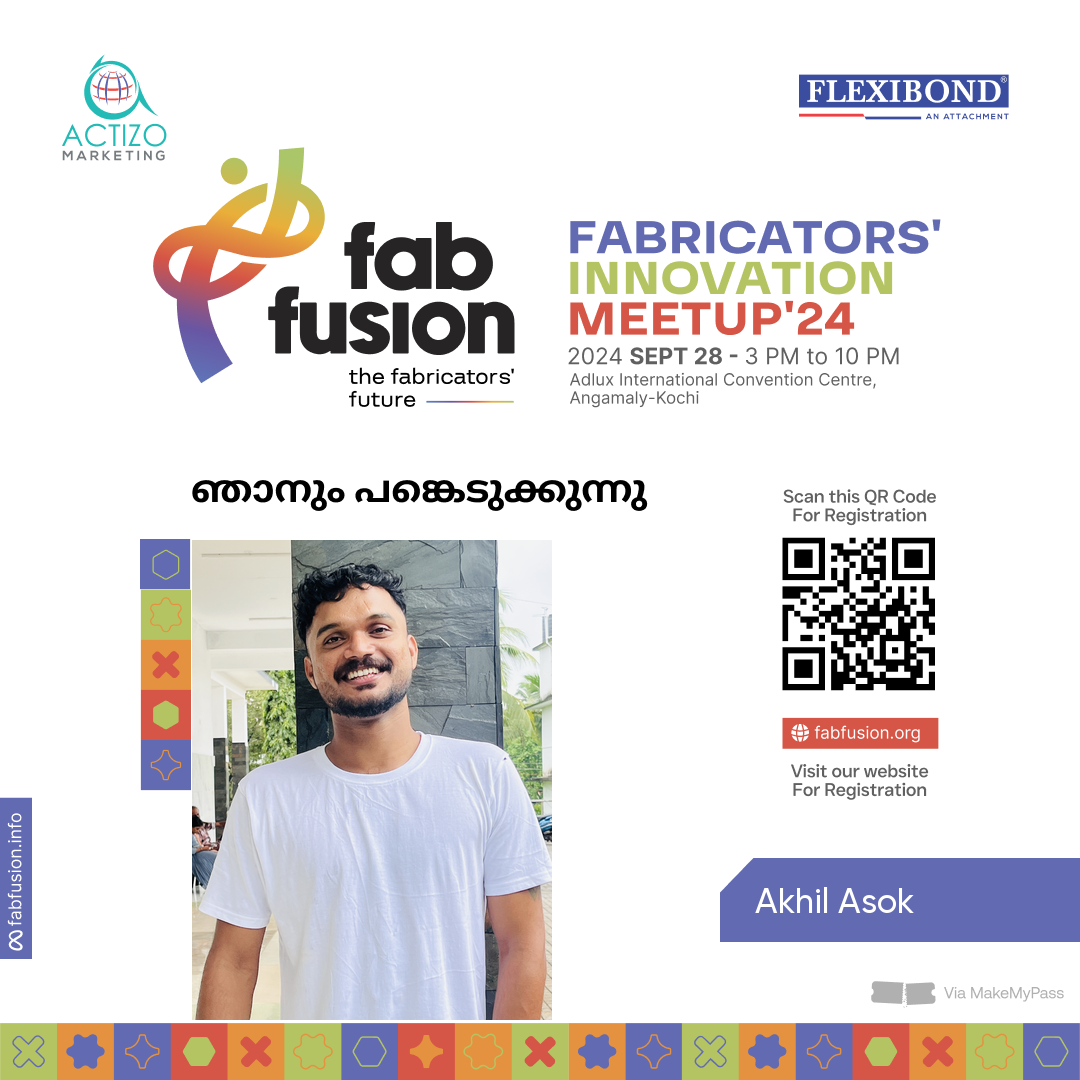 ACTIZO
MARKETING
FLEXIBOND®
AN ATTACHMENT
fab
fusion
the fabricators'
future
FABRICATORS'
INNOVATION
MEETUP'24
2024 SEPT 28 - 3 PM to 10 PM
Adlux International Convention Centre,
Angamaly-Kochi
ഞാനും പങ്കെടുക്കുന്നു
Scan this QR Code
For Registration
fabfusion.org
Visit our website
For Registration
fabfusion.info
Akhil Asok
Via MakeMyPass